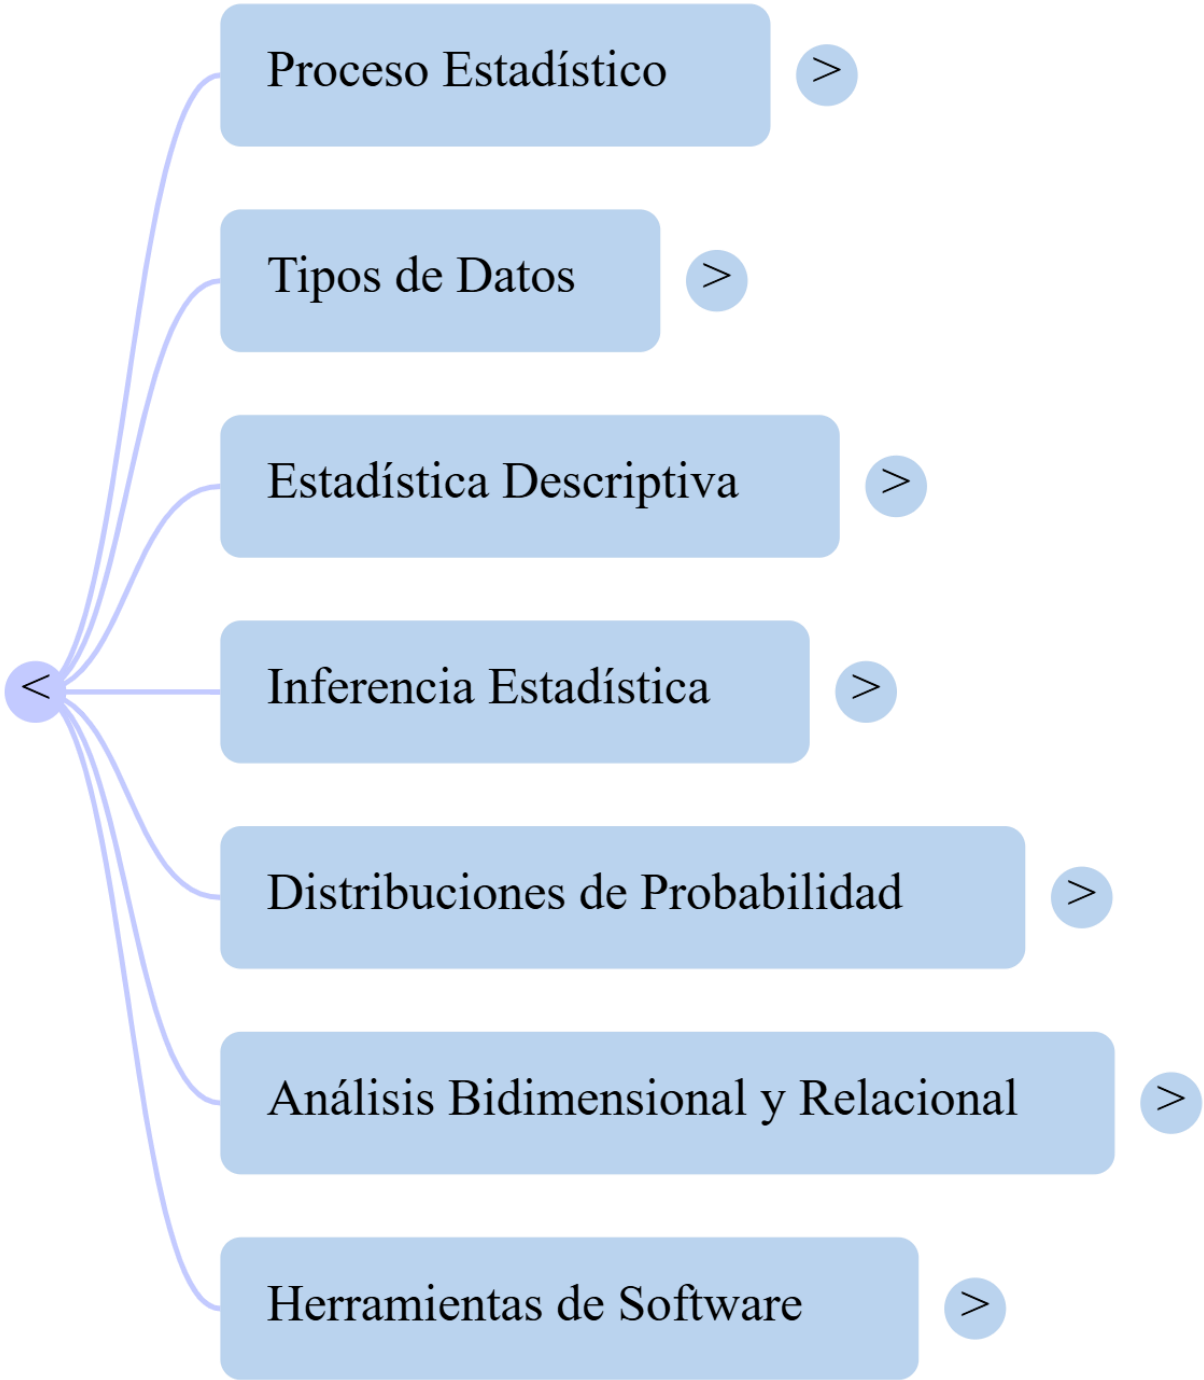 Proceso Estadístico >
Tipos de Datos >
Estadística Descriptiva >
< Inferencia Estadística >
Distribuciones de Probabilidad >
Análisis Bidimensional y Relacional >
Herramientas de Software >